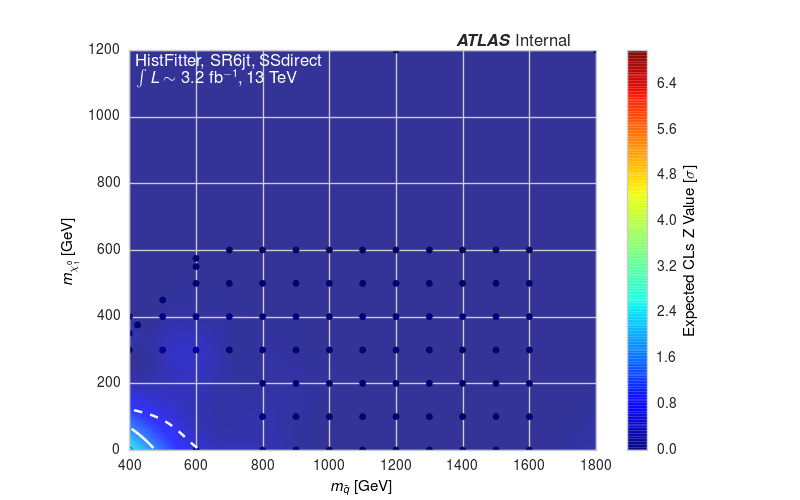 ATLAS Internal
HistFitter, SR6jt, SSdirect
∫ L ∼ 3.2 fb⁻¹, 13 TeV
1200
1000
800
600
400
200
0
m_χ̃₁⁰ [GeV]
400 600 800 1000 1200 1400 1600 1800
m_q̃ [GeV]
6.4
5.6
4.8
4.0
3.2
2.4
1.6
0.8
0.0
Expected CLs Z Value [σ]